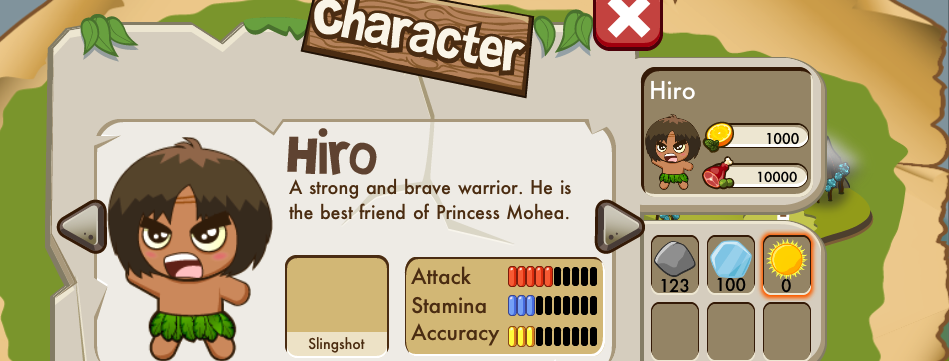 Character
Hiro
A strong and brave warrior. He is
the best friend of Princess Mohea.
Slingshot
Attack
Stamina
Accuracy
Hiro
1000
10000
123
100
0